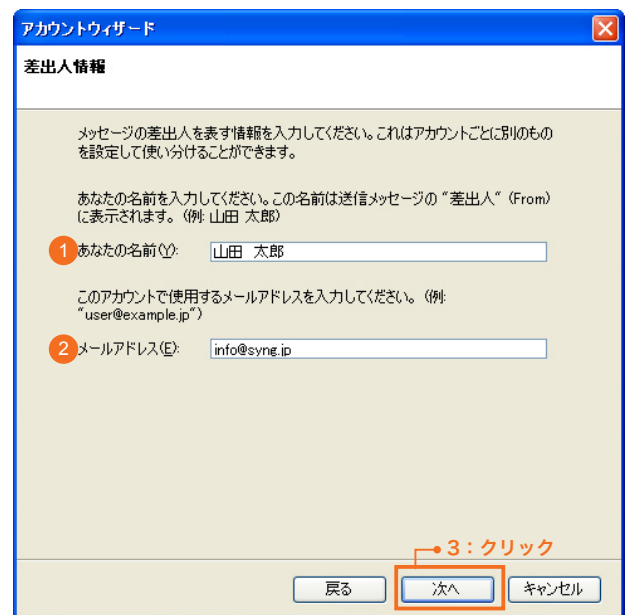 アカウントウィザード
差出人情報
メッセージの差出人を表す情報を入力してください。これはアカウントごとに別のもの
を設定して使い分けることができます。
あなたの名前を入力してください。この名前は送信メッセージの “差出人” (From)
に表示されます。(例: 山田 太郎)
1 あなたの名前(Y): 山田　太郎
このアカウントで使用するメールアドレスを入力してください。(例:
“user@example.jp”)
2 メールアドレス(E): info@syng.jp
3：クリック
戻る 次へ キャンセル